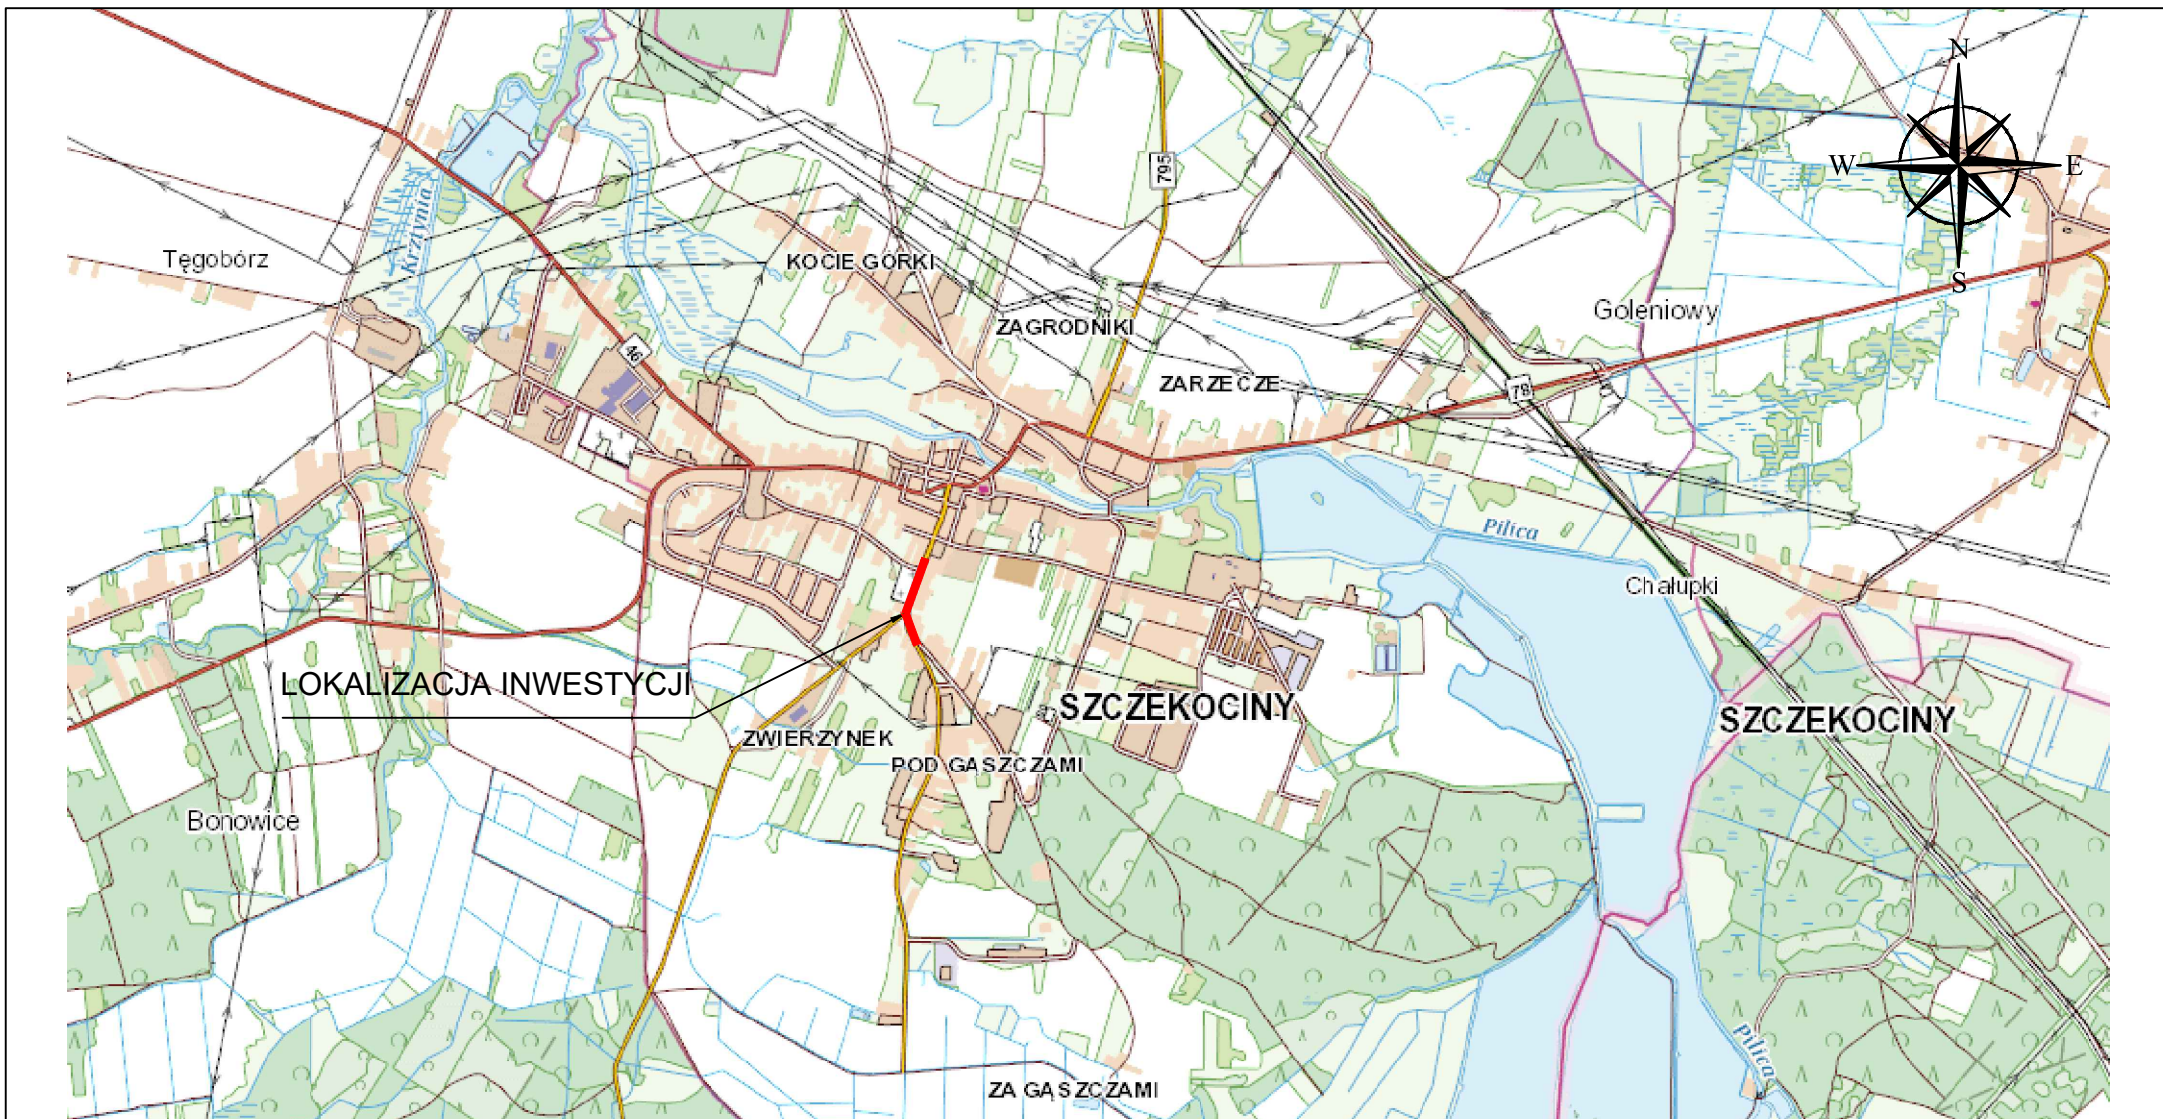 N
795
W
E
Krztynia
Tęgobórz
KOCIE GÓRKI
S
Goleniowy
ZAGRODNIKI
46
ZARZECZE
78
Pilica
Chałupki
LOKALIZACJA INWESTYCJI
SZCZEKOCINY
SZCZEKOCINY
ZWIERZYNEK
POD GĄSZCZAMI
Bonowice
Pilica
ZA GĄSZCZAMI